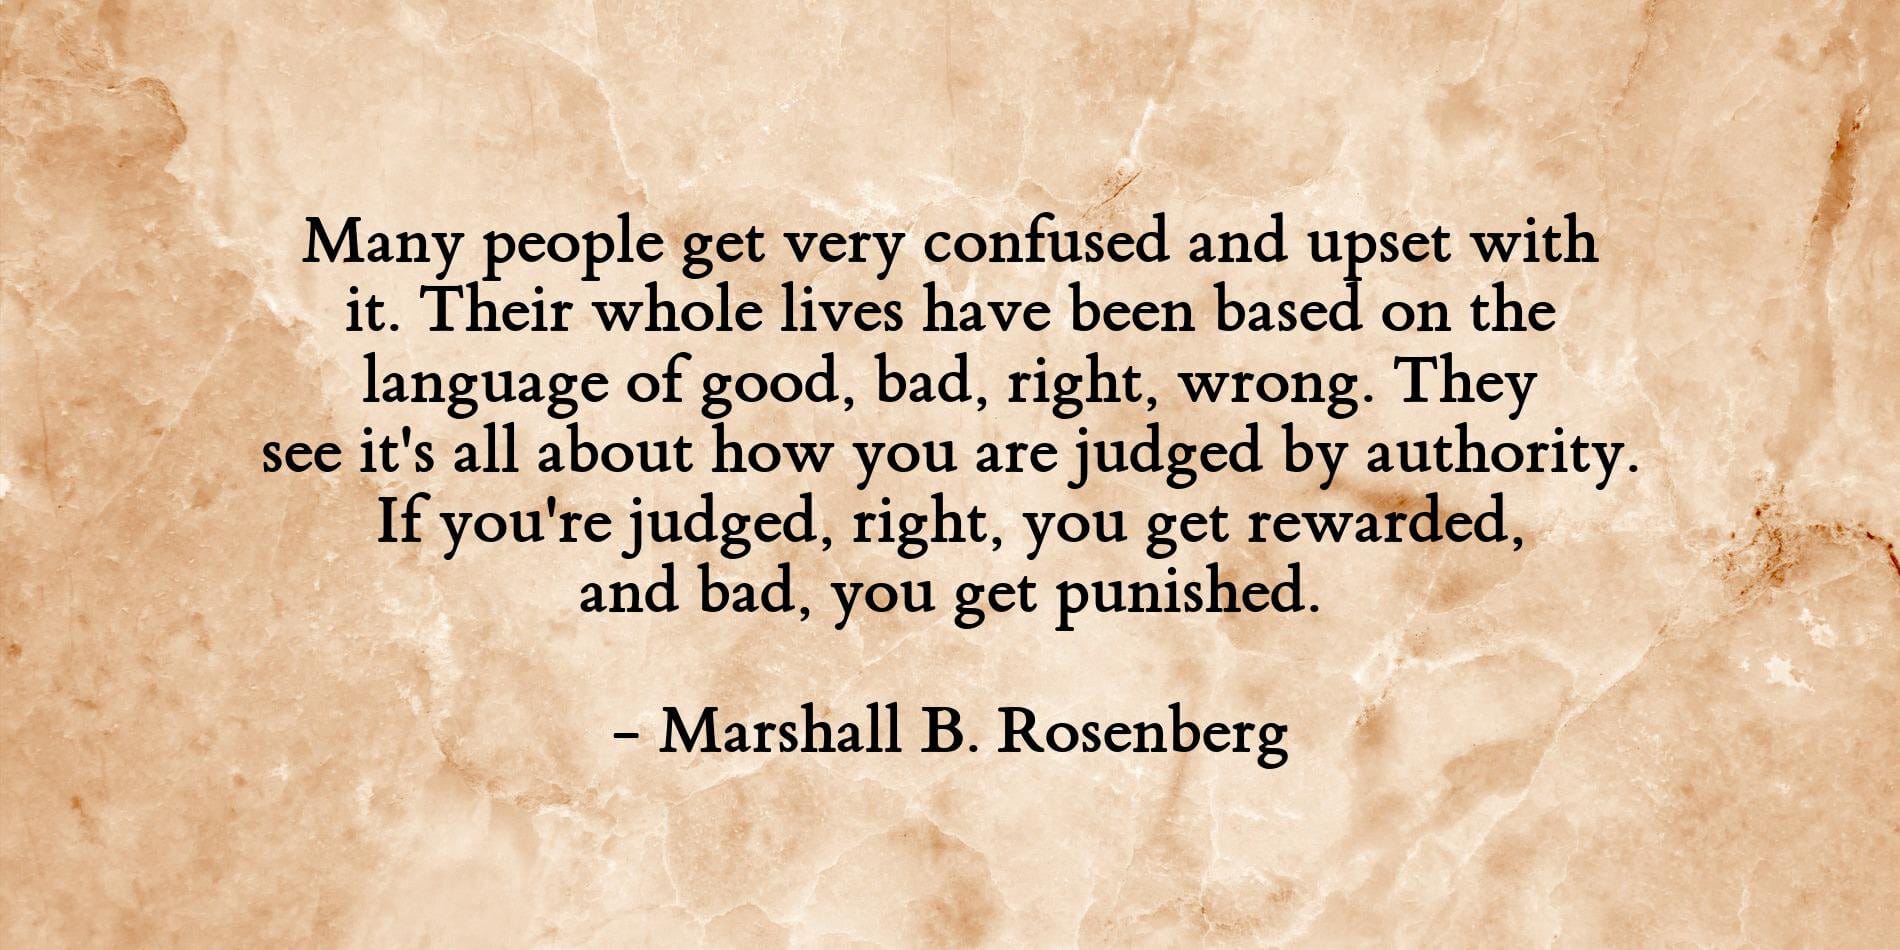 Many people get very confused and upset with
it. Their whole lives have been based on the
language of good, bad, right, wrong. They
see it's all about how you are judged by authority.
If you're judged, right, you get rewarded,
and bad, you get punished.
– Marshall B. Rosenberg